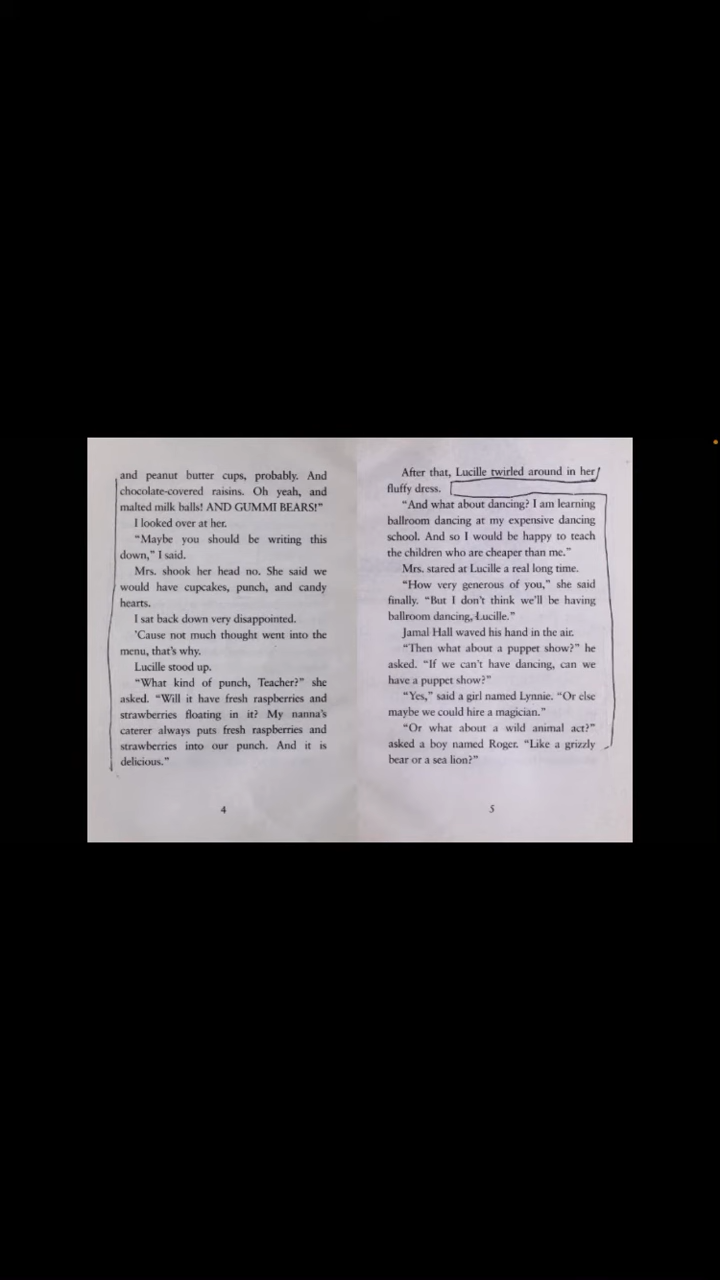 and peanut butter cups, probably. And
chocolate-covered raisins. Oh yeah, and
malted milk balls! AND GUMMI BEARS!”
I looked over at her.
“Maybe you should be writing this
down,” I said.
Mrs. shook her head no. She said we
would have cupcakes, punch, and candy
hearts.
I sat back down very disappointed.
’Cause not much thought went into the
menu, that’s why.
Lucille stood up.
“What kind of punch, Teacher?” she
asked. “Will it have fresh raspberries and
strawberries floating in it? My nanna’s
caterer always puts fresh raspberries and
strawberries into our punch. And it is
delicious.”
4
After that, Lucille twirled around in her
fluffy dress.
“And what about dancing? I am learning
ballroom dancing at my expensive dancing
school. And so I would be happy to teach
the children who are cheaper than me.”
Mrs. stared at Lucille a real long time.
“How very generous of you,” she said
finally. “But I don’t think we’ll be having
ballroom dancing, Lucille.”
Jamal Hall waved his hand in the air.
“Then what about a puppet show?” he
asked. “If we can’t have dancing, can we
have a puppet show?”
“Yes,” said a girl named Lynnie. “Or else
maybe we could hire a magician.”
“Or what about a wild animal act?”
asked a boy named Roger. “Like a grizzly
bear or a sea lion?”
5